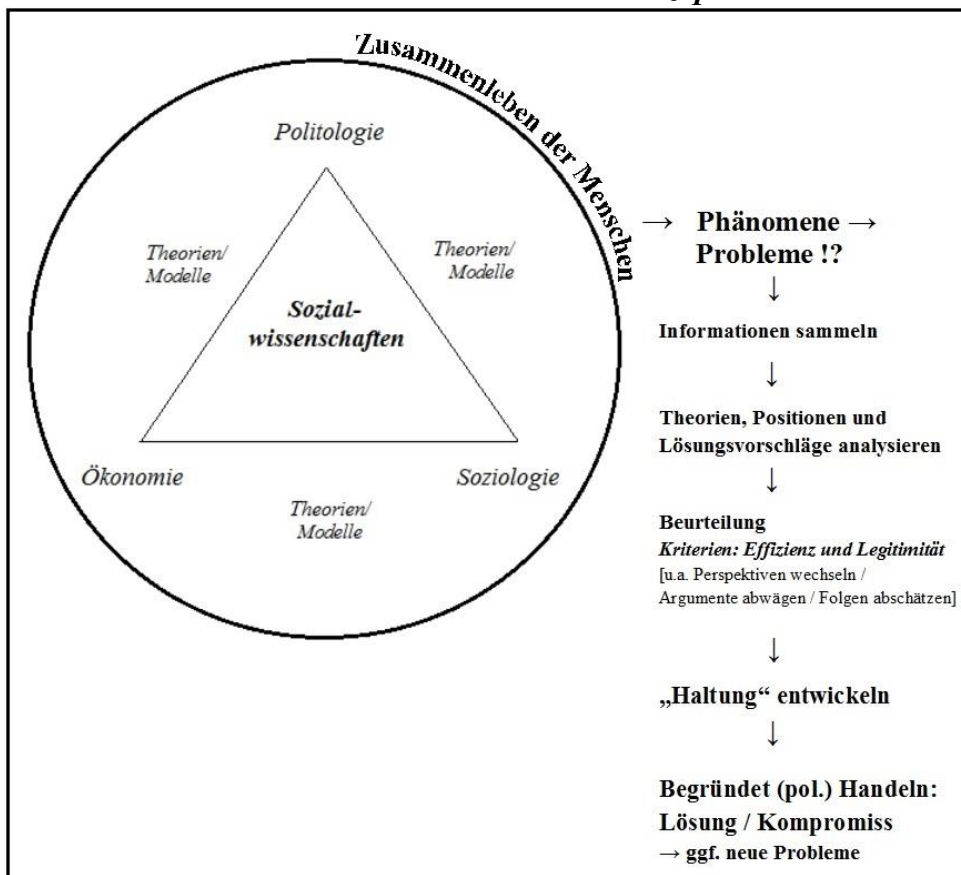 Zusammenleben der Menschen
Politologie
Theorien/
Modelle
Theorien/
Modelle
Sozial-
wissenschaften
Ökonomie
Soziologie
Theorien/
Modelle
→ Phänomene →
Probleme !?
↓
Informationen sammeln
↓
Theorien, Positionen und
Lösungsvorschläge analysieren
↓
Beurteilung
Kriterien: Effizienz und Legitimität
[u.a. Perspektiven wechseln /
Argumente abwägen / Folgen abschätzen]
↓
„Haltung“ entwickeln
↓
Begründet (pol.) Handeln:
Lösung / Kompromiss
→ ggf. neue Probleme